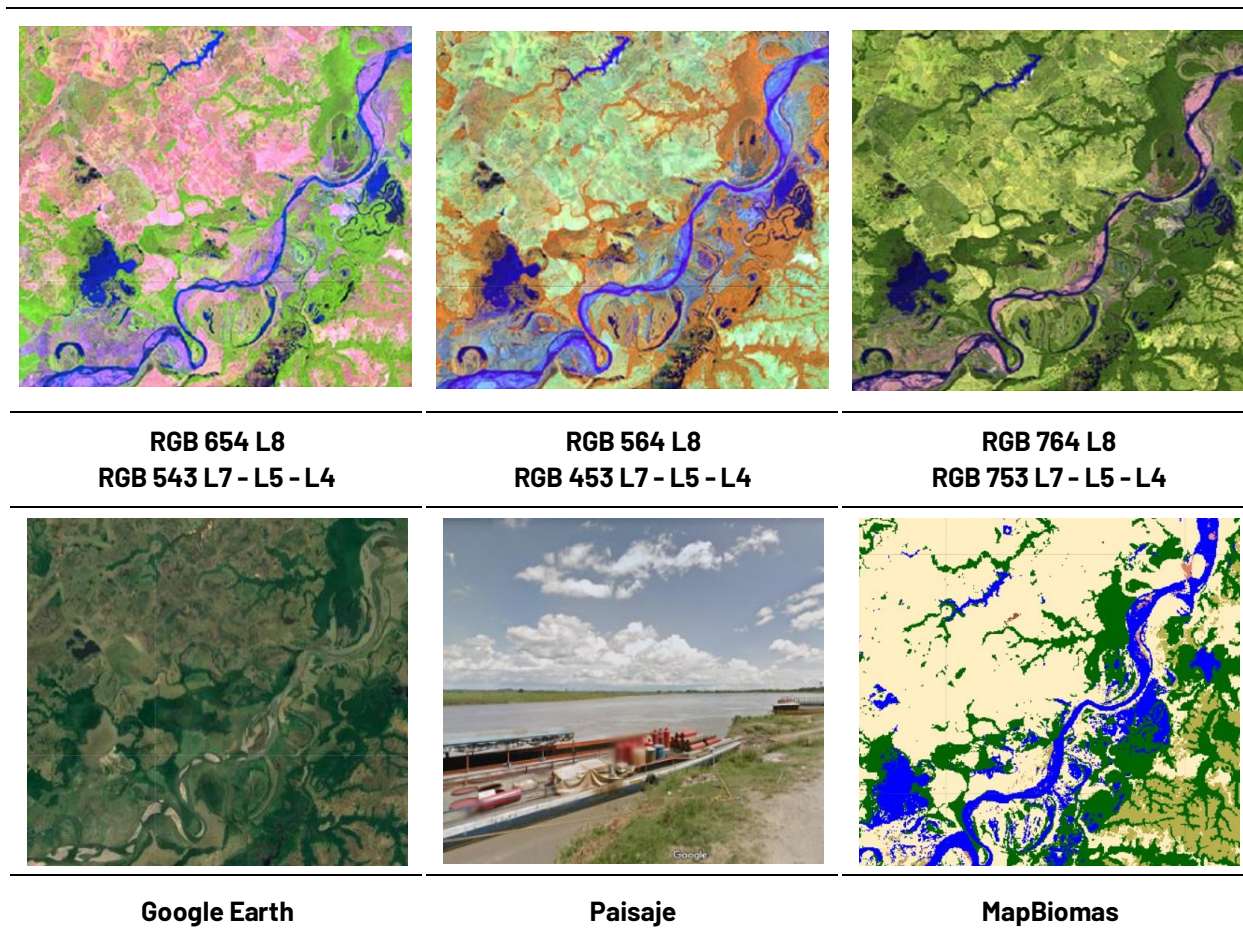 RGB 654 L8
RGB 543 L7 - L5 - L4
RGB 564 L8
RGB 453 L7 - L5 - L4
RGB 764 L8
RGB 753 L7 - L5 - L4
Google
Google Earth
Paisaje
MapBiomas